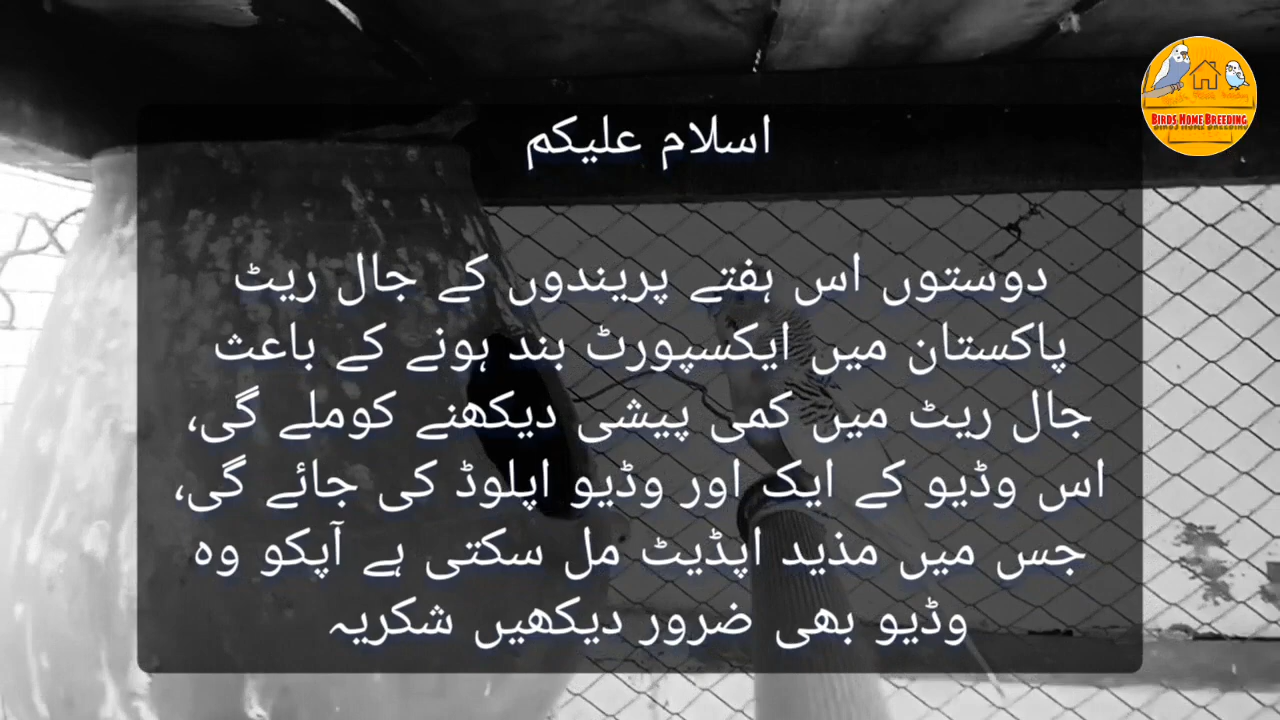 اسلام علیکم
دوستوں اس ہفتے پریندوں کے جال ریٹ
پاکستان میں ایکسپورٹ بند ہونے کے باعث
جال ریٹ میں کمی پیشی دیکھنے کوملے گی،
اس وڈیو کے ایک اور وڈیو اپلوڈ کی جائے گی،
جس میں مذید اپڈیٹ مل سکتی ہے آپکو وہ
وڈیو بھی ضرور دیکھیں شکریہ
BIRDS HOME BREEDING